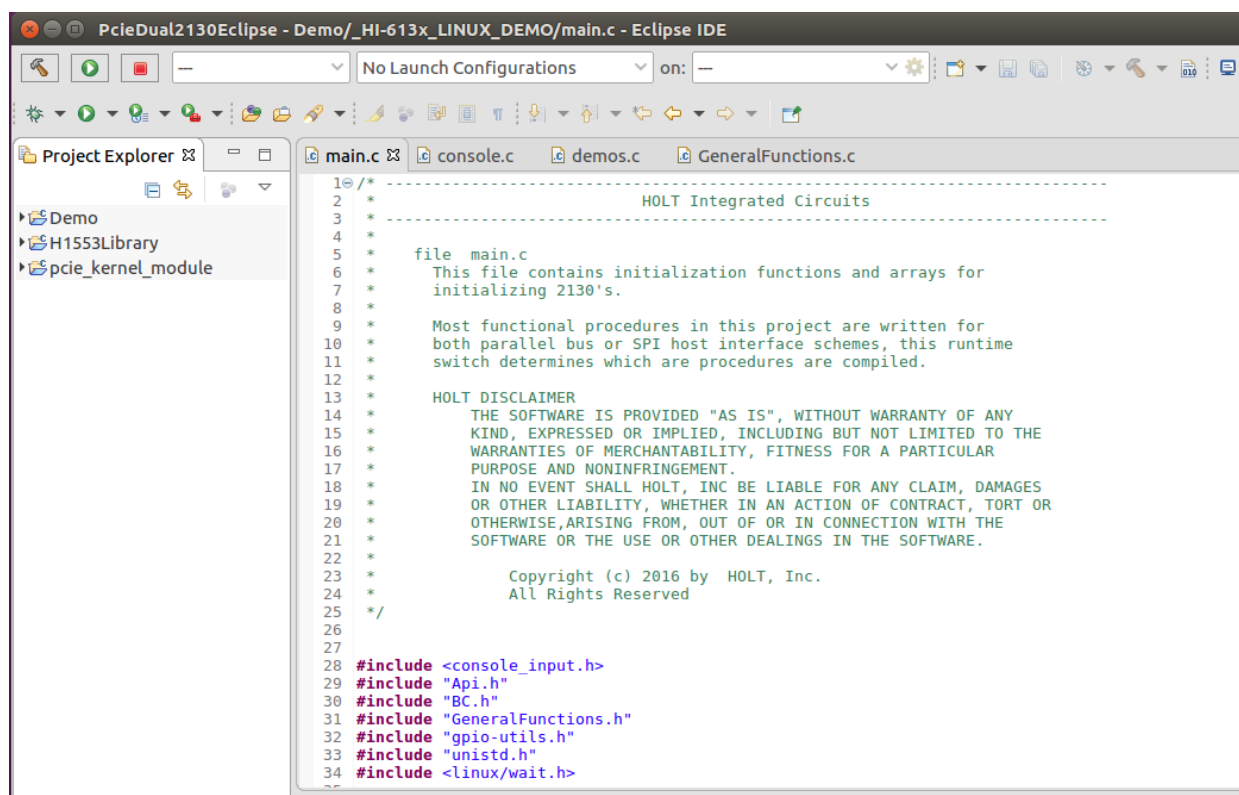 PcieDual2130Eclipse - Demo/_HI-613x_LINUX_DEMO/main.c - Eclipse IDE
--- No Launch Configurations on: ---
010
Project Explorer
main.c console.c demos.c GeneralFunctions.c
Demo
H1553Library
pcie_kernel_module
1 /* ---------------------------------------------------------------------------
2 * HOLT Integrated Circuits
3 * ---------------------------------------------------------------------------
4 *
5 * file main.c
6 * This file contains initialization functions and arrays for
7 * initializing 2130's.
8 *
9 * Most functional procedures in this project are written for
10 * both parallel bus or SPI host interface schemes, this runtime
11 * switch determines which are procedures are compiled.
12 *
13 * HOLT DISCLAIMER
14 * THE SOFTWARE IS PROVIDED "AS IS", WITHOUT WARRANTY OF ANY
15 * KIND, EXPRESSED OR IMPLIED, INCLUDING BUT NOT LIMITED TO THE
16 * WARRANTIES OF MERCHANTABILITY, FITNESS FOR A PARTICULAR
17 * PURPOSE AND NONINFRINGEMENT.
18 * IN NO EVENT SHALL HOLT, INC BE LIABLE FOR ANY CLAIM, DAMAGES
19 * OR OTHER LIABILITY, WHETHER IN AN ACTION OF CONTRACT, TORT OR
20 * OTHERWISE,ARISING FROM, OUT OF OR IN CONNECTION WITH THE
21 * SOFTWARE OR THE USE OR OTHER DEALINGS IN THE SOFTWARE.
22 *
23 * Copyright (c) 2016 by HOLT, Inc.
24 * All Rights Reserved
25 */
26
27
28 #include <console_input.h>
29 #include "Api.h"
30 #include "BC.h"
31 #include "GeneralFunctions.h"
32 #include "gpio-utils.h"
33 #include "unistd.h"
34 #include <linux/wait.h>